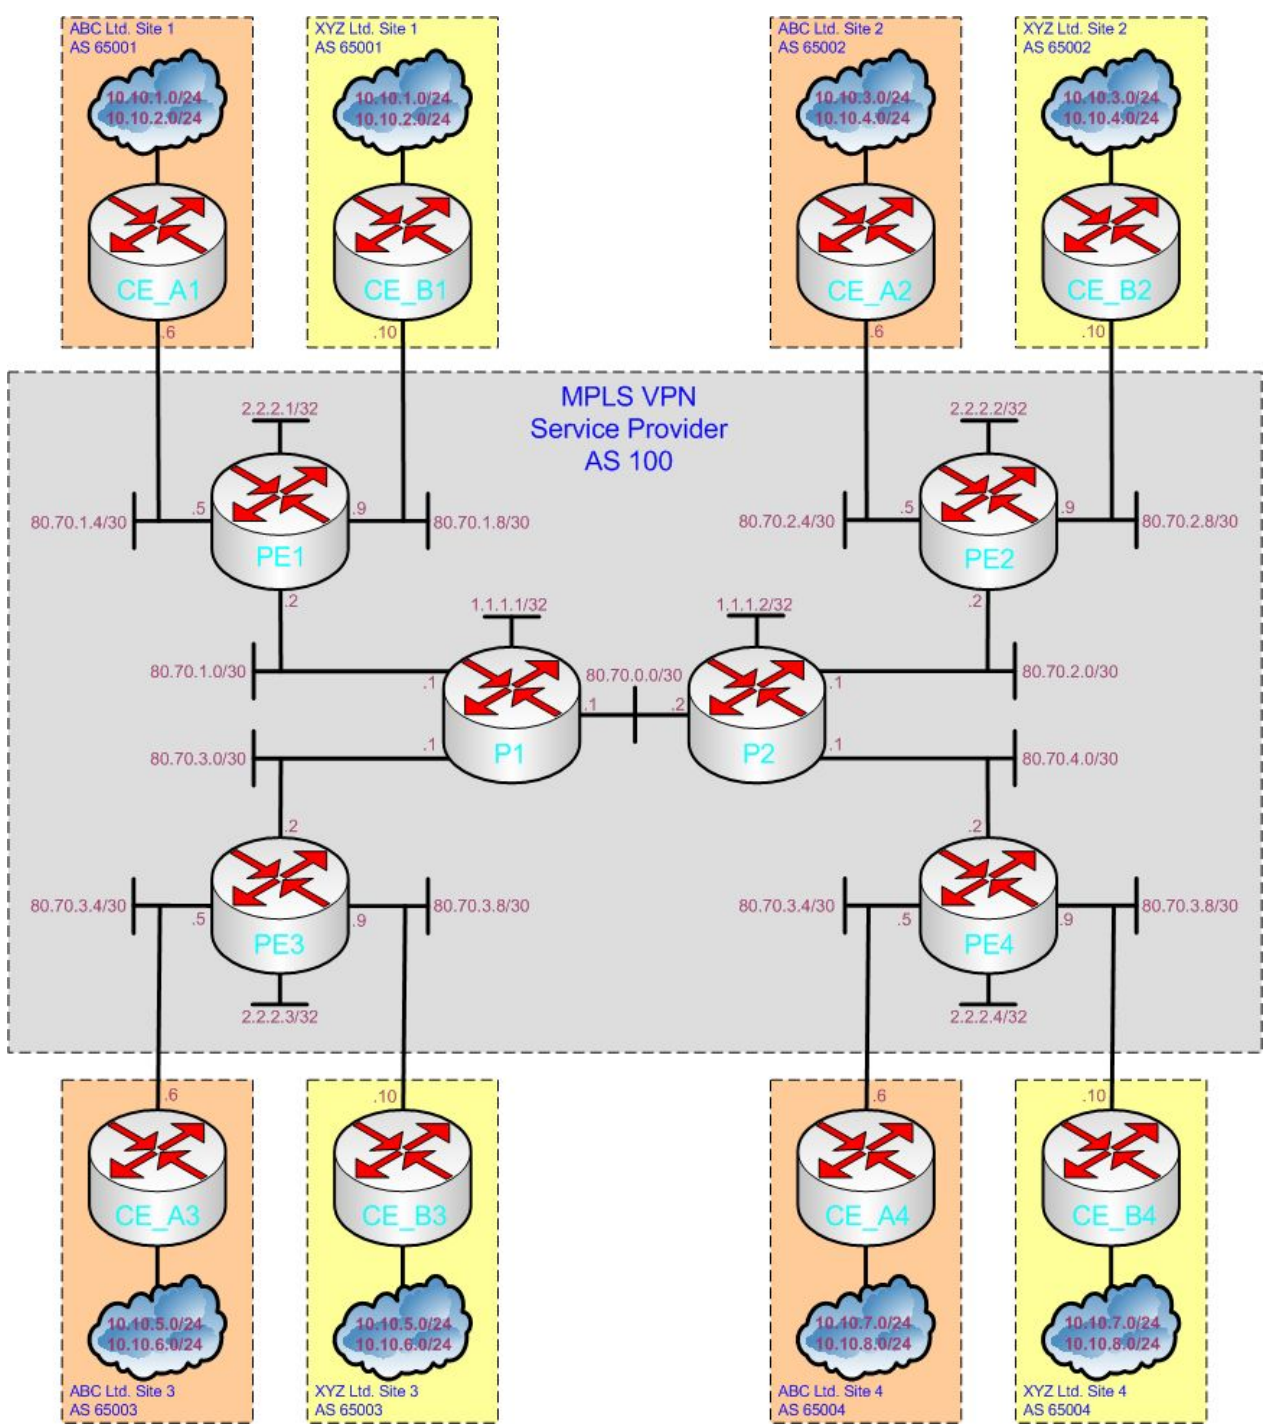 ABC Ltd. Site 1
AS 65001
10.10.1.0/24
10.10.2.0/24
CE_A1
.6
XYZ Ltd. Site 1
AS 65001
10.10.1.0/24
10.10.2.0/24
CE_B1
.10
ABC Ltd. Site 2
AS 65002
10.10.3.0/24
10.10.4.0/24
CE_A2
.6
XYZ Ltd. Site 2
AS 65002
10.10.3.0/24
10.10.4.0/24
CE_B2
.10
MPLS VPN
Service Provider
AS 100
2.2.2.1/32
80.70.1.4/30
.5
.9
80.70.1.8/30
PE1
.2
2.2.2.2/32
80.70.2.4/30
.5
.9
80.70.2.8/30
PE2
.2
1.1.1.1/32
1.1.1.2/32
80.70.1.0/30
.1
80.70.0.0/30
.1
.2
.1
80.70.2.0/30
P1
P2
80.70.3.0/30
.1
.1
80.70.4.0/30
.2
80.70.3.4/30
.5
.9
80.70.3.8/30
PE3
2.2.2.3/32
.2
80.70.3.4/30
.5
.9
80.70.3.8/30
PE4
2.2.2.4/32
.6
CE_A3
10.10.5.0/24
10.10.6.0/24
ABC Ltd. Site 3
AS 65003
.10
CE_B3
10.10.5.0/24
10.10.6.0/24
XYZ Ltd. Site 3
AS 65003
.6
CE_A4
10.10.7.0/24
10.10.8.0/24
ABC Ltd. Site 4
AS 65004
.10
CE_B4
10.10.7.0/24
10.10.8.0/24
XYZ Ltd. Site 4
AS 65004